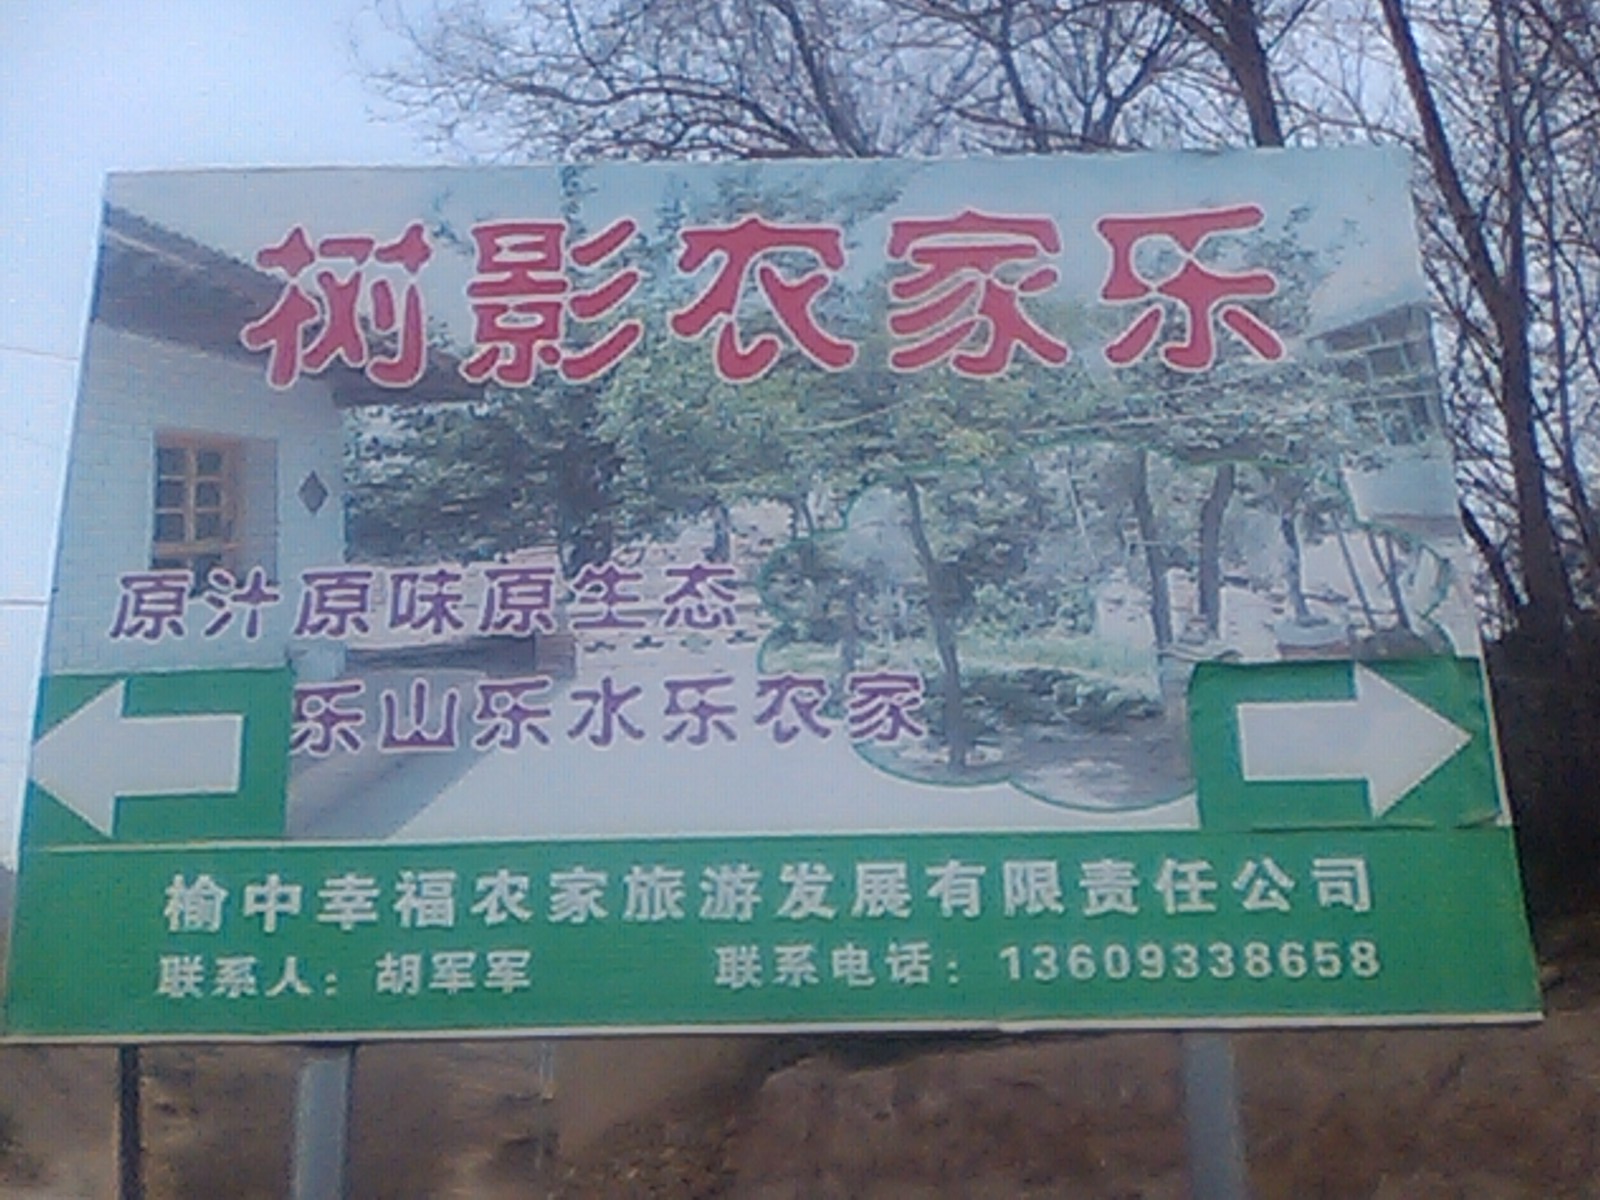 树影农家乐
原汁原味原生态
乐山乐水乐农家
榆中幸福农家旅游发展有限责任公司
联系人：胡军军 联系电话：13609338658